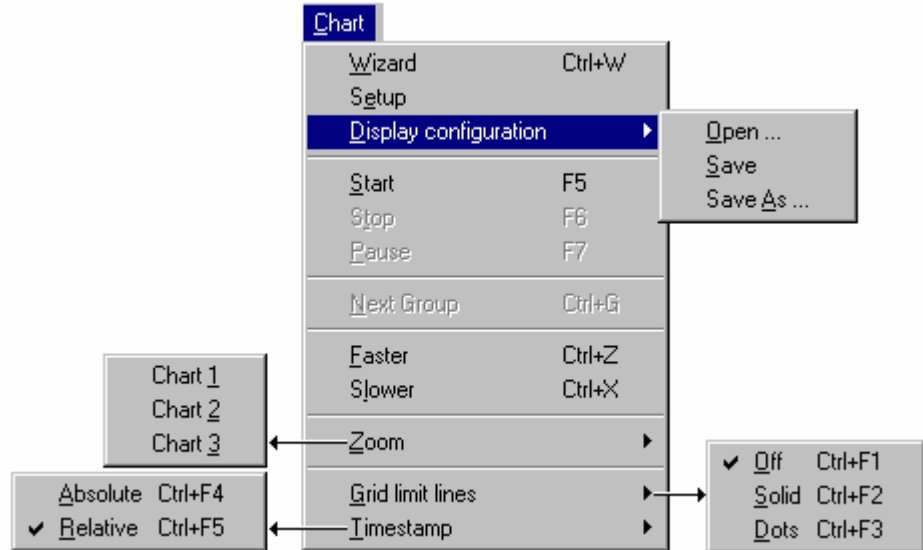 Chart
Wizard Ctrl+W
Setup
Display configuration
Open ...
Save
Save As ...
Start F5
Stop F6
Pause F7
Next Group Ctrl+G
Faster Ctrl+Z
Slower Ctrl+X
Chart 1
Chart 2
Chart 3
Zoom
Off Ctrl+F1
Solid Ctrl+F2
Dots Ctrl+F3
Grid limit lines
Timestamp
Absolute Ctrl+F4
Relative Ctrl+F5